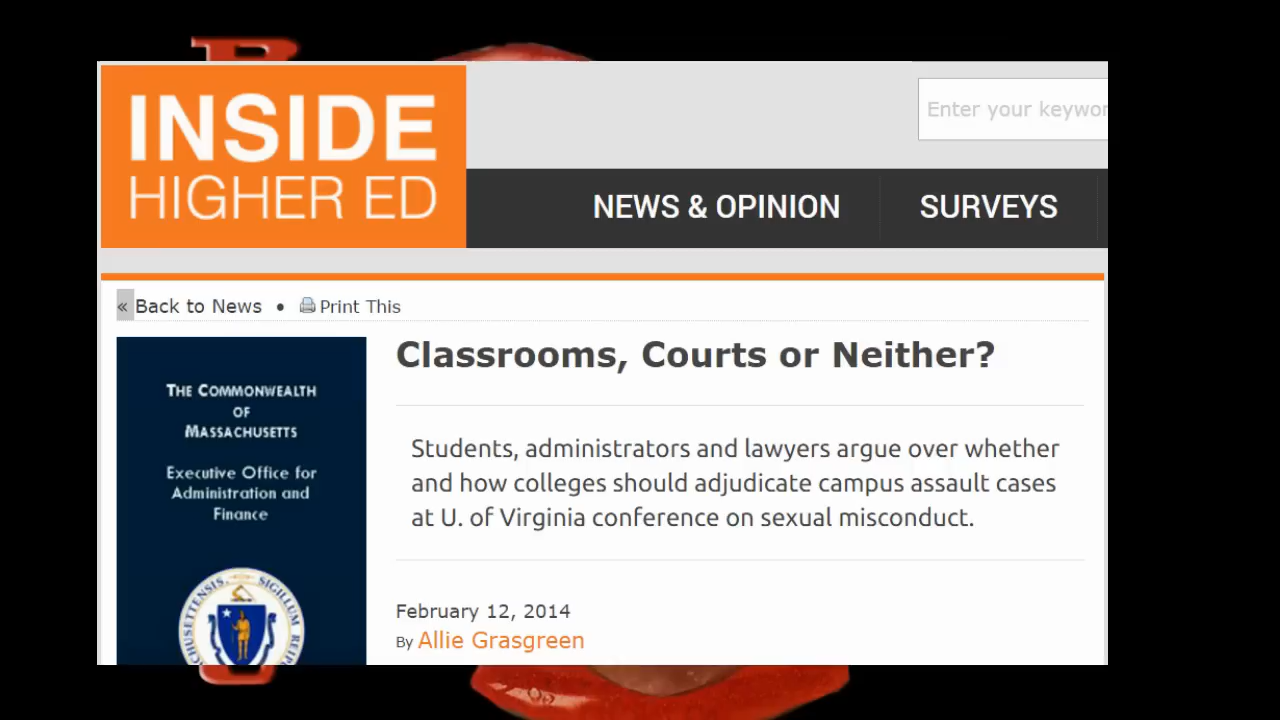 INSIDE
HIGHER ED
Enter your keywor
NEWS & OPINION
SURVEYS
« Back to News • Print This
THE COMMONWEALTH
OF
MASSACHUSETTS
Executive Office for
Administration and
Finance
Classrooms, Courts or Neither?
Students, administrators and lawyers argue over whether
and how colleges should adjudicate campus assault cases
at U. of Virginia conference on sexual misconduct.
February 12, 2014
By Allie Grasgreen